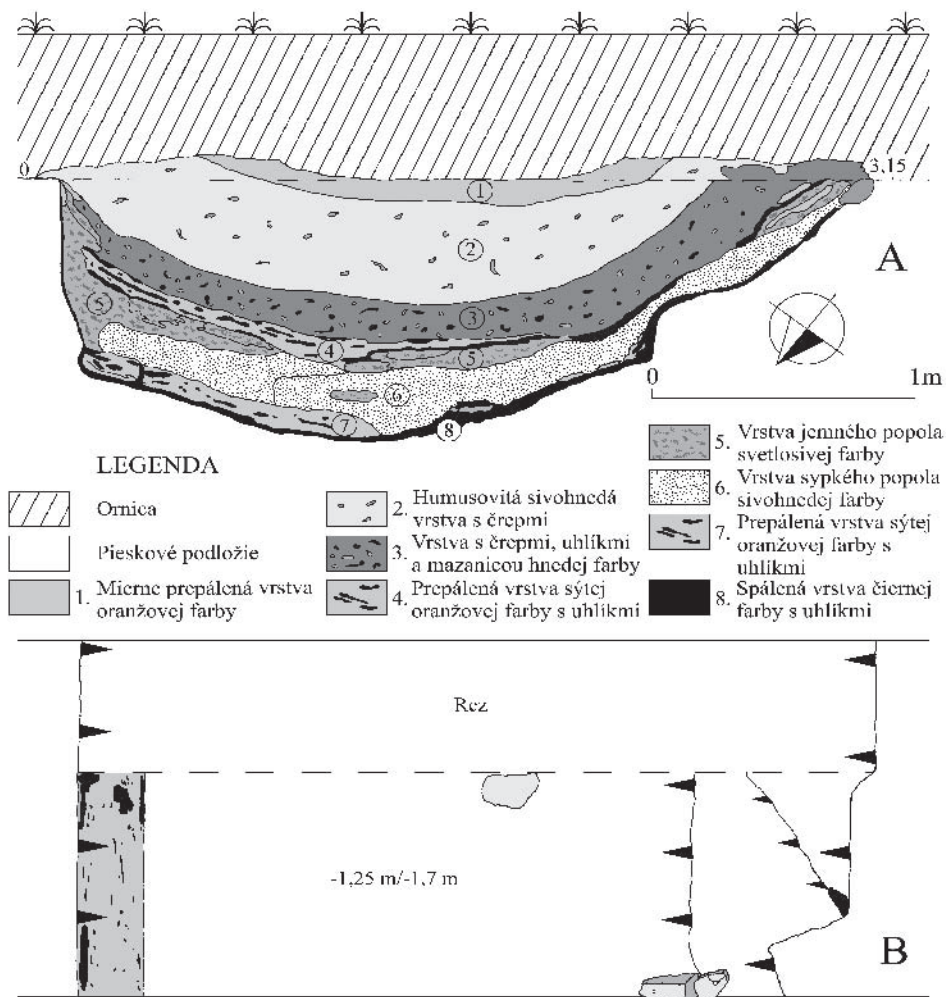 0
3,15
1
2
A
3
5
4
5
6
7
8
0 1m
LEGENDA
Ornica
Pieskové podložie
1. Mierne prepálená vrstva
oranžovej farby
2. Humusovitá sivohnedá
vrstva s črepmi
3. Vrstva s črepmi, uhlíkmi
a mazanicou hnedej farby
4. Prepálená vrstva sýtej
oranžovej farby s uhlíkmi
5. Vrstva jemného popola
svetlosivej farby
6. Vrstva sypkého popola
sivohnedej farby
7. Prepálená vrstva sýtej
oranžovej farby s
uhlíkmi
8. Spálená vrstva čiernej
farby s uhlíkmi
Rez
-1,25 m/-1,7 m
B